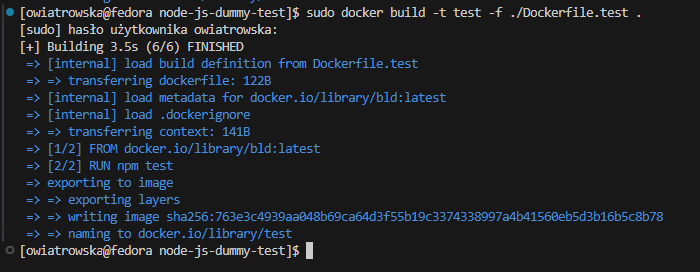 [owiatrowska@fedora node-js-dummy-test]$ sudo docker build -t test -f ./Dockerfile.test .
[sudo] hasło użytkownika owiatrowska:
[+] Building 3.5s (6/6) FINISHED
=> [internal] load build definition from Dockerfile.test
=> => transferring dockerfile: 122B
=> [internal] load metadata for docker.io/library/bld:latest
=> [internal] load .dockerignore
=> => transferring context: 141B
=> [1/2] FROM docker.io/library/bld:latest
=> [2/2] RUN npm test
=> exporting to image
=> => exporting layers
=> => writing image sha256:763e3c4939aa048b69ca64d3f55b19c3374338997a4b41560eb5d3b16b5c8b78
=> => naming to docker.io/library/test
[owiatrowska@fedora node-js-dummy-test]$